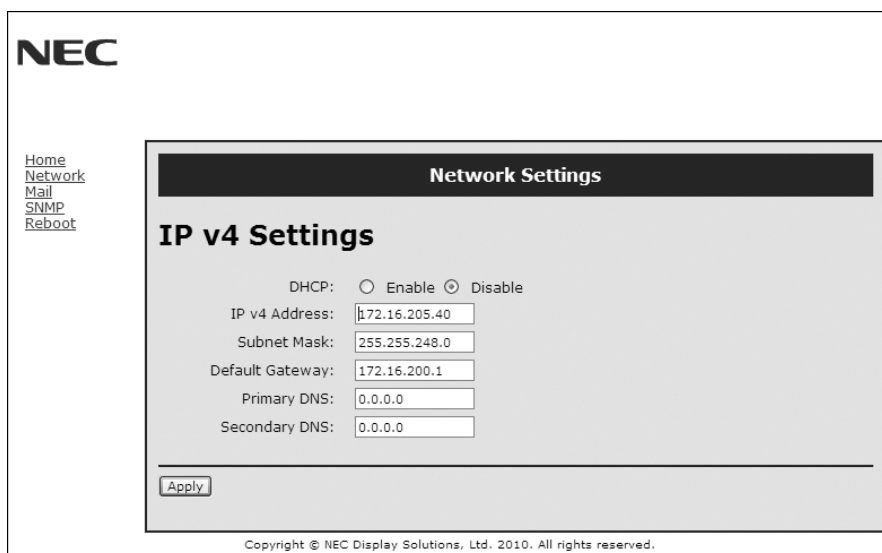 NEC
Home
Network
Mail
SNMP
Reboot
Network Settings
IP v4 Settings
DHCP: Enable Disable
IP v4 Address: 172.16.205.40
Subnet Mask: 255.255.248.0
Default Gateway: 172.16.200.1
Primary DNS: 0.0.0.0
Secondary DNS: 0.0.0.0
Apply
Copyright © NEC Display Solutions, Ltd. 2010. All rights reserved.